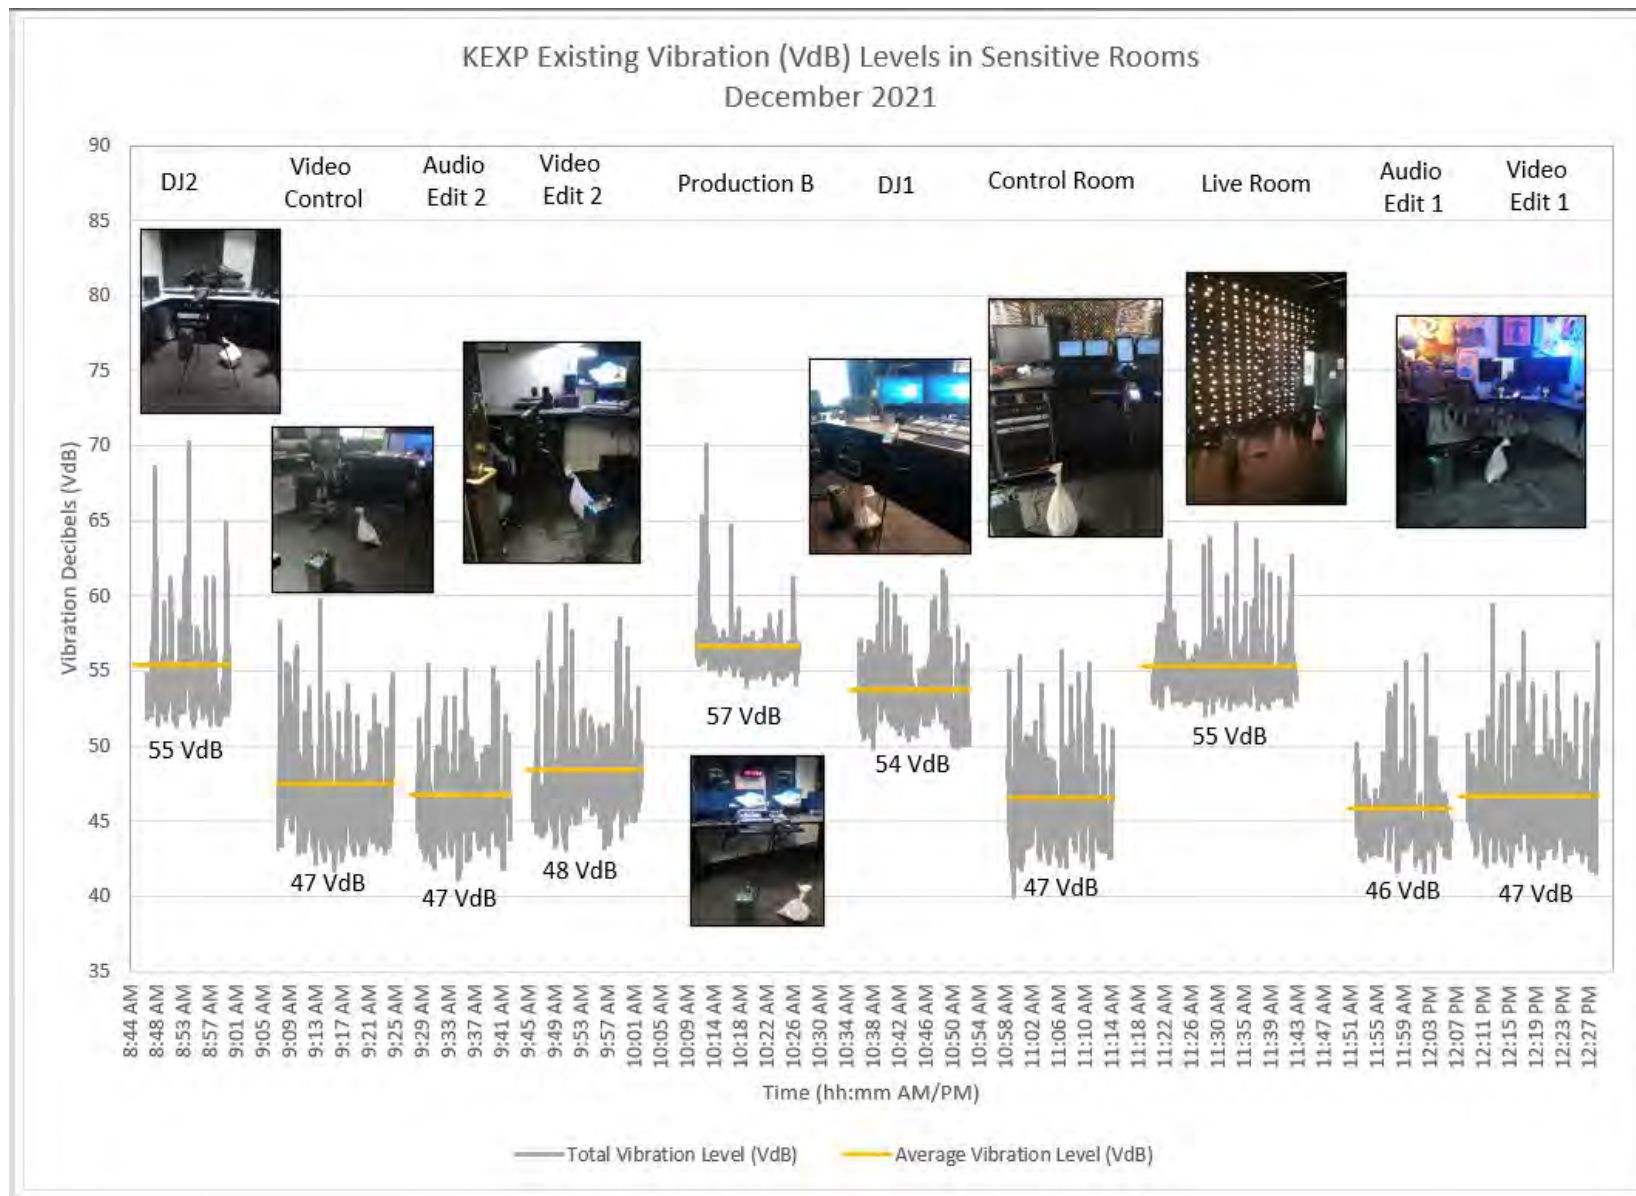 KEXP Existing Vibration (VdB) Levels in Sensitive Rooms
December 2021
90
85
80
75
70
65
60
55
50
45
40
35
Vibration Decibels (VdB)
DJ2
Video
Control
Audio
Edit 2
Video
Edit 2
Production B
DJ1
Control Room
Live Room
Audio
Edit 1
Video
Edit 1
55 VdB
47 VdB
47 VdB
48 VdB
57 VdB
54 VdB
47 VdB
55 VdB
46 VdB
47 VdB
8:44 AM
8:48 AM
8:53 AM
8:57 AM
9:01 AM
9:05 AM
9:09 AM
9:13 AM
9:17 AM
9:21 AM
9:25 AM
9:29 AM
9:33 AM
9:37 AM
9:41 AM
9:45 AM
9:49 AM
9:53 AM
9:57 AM
10:01 AM
10:05 AM
10:09 AM
10:14 AM
10:18 AM
10:22 AM
10:26 AM
10:30 AM
10:34 AM
10:38 AM
10:42 AM
10:46 AM
10:50 AM
10:54 AM
10:58 AM
11:02 AM
11:06 AM
11:10 AM
11:14 AM
11:18 AM
11:22 AM
11:26 AM
11:30 AM
11:35 AM
11:39 AM
11:43 AM
11:47 AM
11:51 AM
11:55 AM
11:59 AM
12:03 PM
12:07 PM
12:11 PM
12:15 PM
12:19 PM
12:23 PM
12:27 PM
Time (hh:mm AM/PM)
Total Vibration Level (VdB)
Average Vibration Level (VdB)